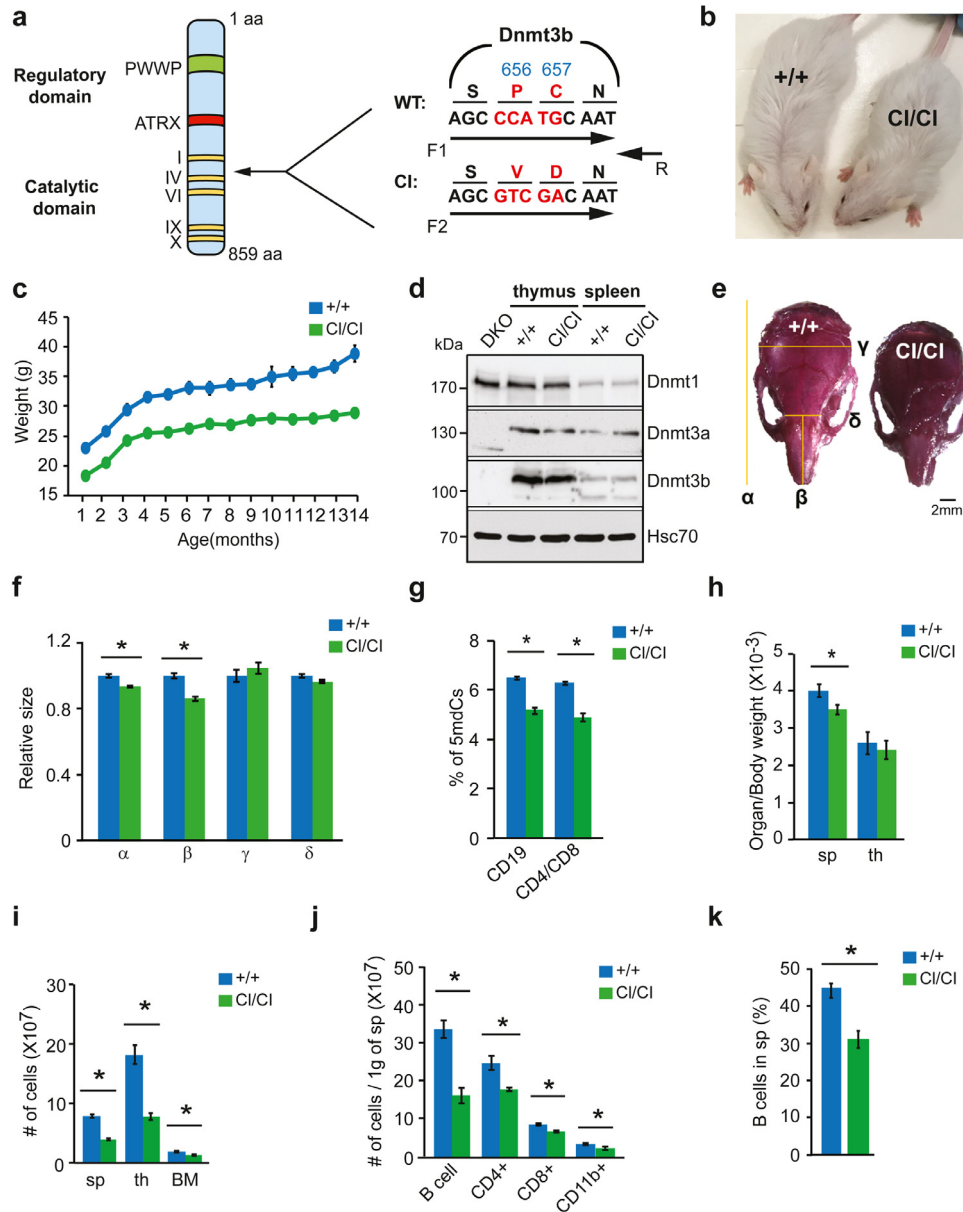 a
1 aa
Regulatory
domain
PWWP
ATRX
Catalytic
domain
I
IV
VI
IX
X
859 aa
Dnmt3b
656 657
S P C N
WT:
AGC CCA TGC AAT
F1
R
S V D N
CI:
AGC GTC GAC AAT
F2
b
+/+
CI/CI
c
+/+
CI/CI
Weight (g)
45
40
35
30
25
20
15
1 2 3 4 5 6 7 8 9 10 11 12 13 14
Age(months)
d
thymus spleen
DKO +/+ CI/CI +/+ CI/CI
kDa
170 Dnmt1
130 Dnmt3a
100 Dnmt3b
70 Hsc70
e
+/+
CI/CI
γ
δ
α
β
2mm
f
+/+
CI/CI
Relative size
1.2
0.8
0.4
0
* *
α β γ δ
g
+/+
CI/CI
% of 5mdCs
8
6
4
2
0
* *
CD19 CD4/CD8
h
+/+
CI/CI
Organ/Body weight (X10-3)
5
4
3
2
1
0
*
sp th
i
+/+
CI/CI
# of cells (X10⁷)
30
20
10
0
* * *
sp th BM
j
+/+
CI/CI
# of cells / 1g of sp (X10⁷)
50
40
30
20
10
0
* * * *
B cell CD4+ CD8+ CD11b+
k
+/+
CI/CI
B cells in sp (%)
50
40
30
20
10
0
*